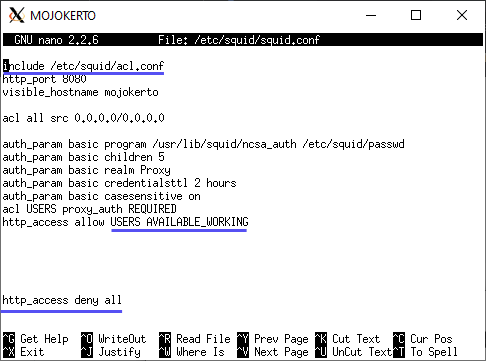 MOJOKERTO
GNU nano 2.2.6 File: /etc/squid/squid.conf
include /etc/squid/acl.conf
http_port 8080
visible_hostname mojokerto
acl all src 0.0.0.0/0.0.0.0
auth_param basic program /usr/lib/squid/ncsa_auth /etc/squid/passwd
auth_param basic children 5
auth_param basic realm Proxy
auth_param basic credentialsttl 2 hours
auth_param basic casesensitive on
acl USERS proxy_auth REQUIRED
http_access allow USERS AVAILABLE_WORKING
http_access deny all
^G Get Help ^O WriteOut ^R Read File ^Y Prev Page ^K Cut Text ^C Cur Pos
^X Exit ^J Justify ^W Where Is ^V Next Page ^U UnCut Text ^T To Spell